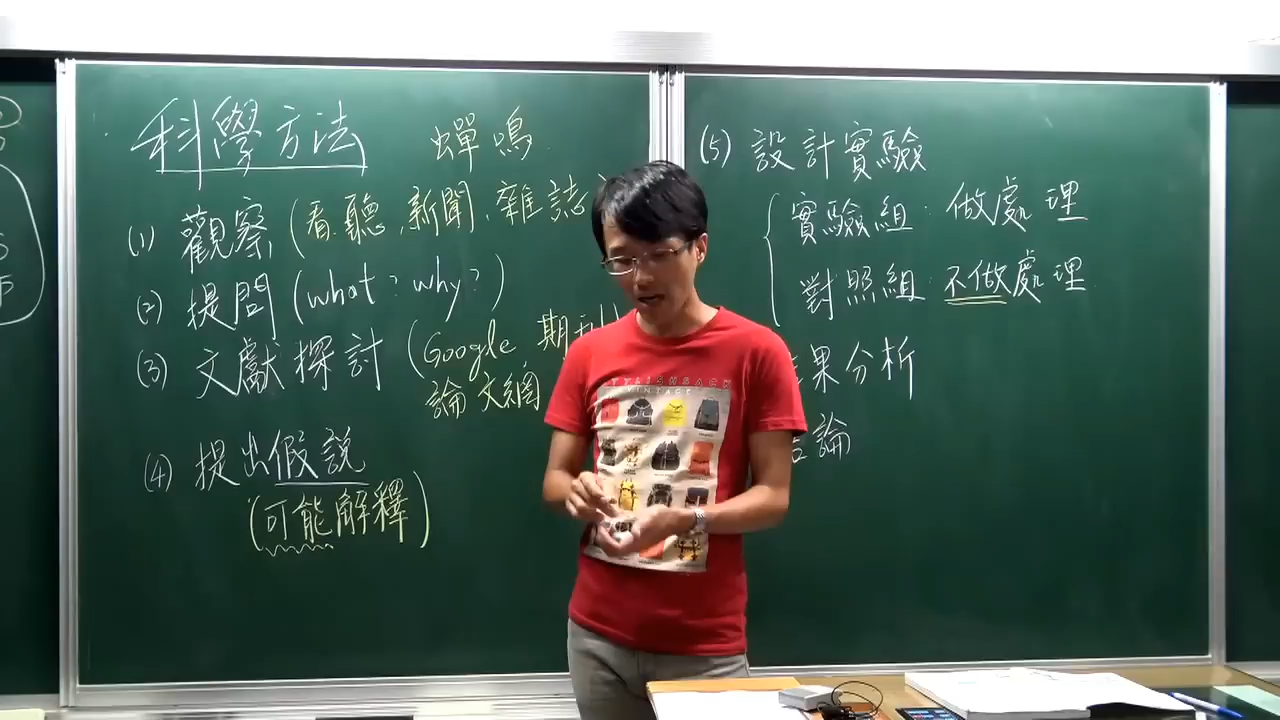 科學方法 蟬鳴
(1) 觀察(看.聽.新聞、雜誌
(2) 提問(what?why?)
(3) 文獻探討(Google 期刊
論文網
(4) 提出假說
(可能解釋)
(5) 設計實驗
實驗組:做處理
對照組:不做處理
果分析
論